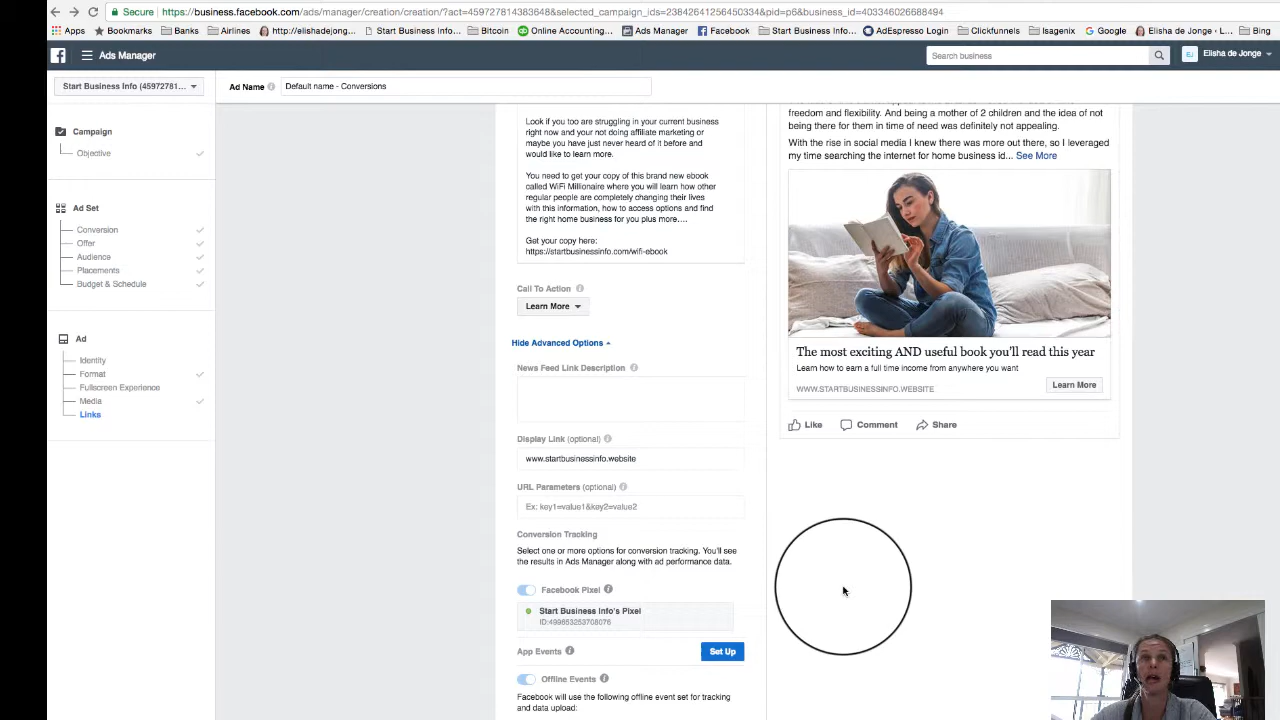 Secure https://business.facebook.com/ads/manager/creation/creation/?act=459727814383648&selected_campaign_ids=23842641256450334&pid=p6&business_id=403346026688494
Apps Bookmarks Banks Airlines http://elishadejong... Start Business Info... Bitcoin Online Accounting... Ads Manager Facebook Start Business Info... AdEspresso Login Clickfunnels Isagenix Google Elisha de Jonge - L... Bing
Ads Manager Search business EJ Elisha de Jonge
Start Business Info (45972781... Ad Name Default name - Conversions
Campaign
Objective
Ad Set
Conversion
Offer
Audience
Placements
Budget & Schedule
Ad
Identity
Format
Fullscreen Experience
Media
Links
Look if you too are struggling in your current business
right now and your not doing affiliate marketing or
maybe you have just never heard of it before and
would like to learn more.
You need to get your copy of this brand new ebook
called WiFi Millionaire where you will learn how other
regular people are completely changing their lives
with this information, how to access options and find
the right home business for you plus more....
Get your copy here:
https://startbusinessinfo.com/wifi-ebook
Call To Action
Learn More
Hide Advanced Options
News Feed Link Description
Display Link (optional)
www.startbusinessinfo.website
URL Parameters (optional)
Ex: key1=value1&key2=value2
Conversion Tracking
Select one or more options for conversion tracking. You'll see
the results in Ads Manager along with ad performance data.
Facebook Pixel
Start Business Info's Pixel
ID:499853253708076
App Events Set Up
Offline Events
Facebook will use the following offline event set for tracking
and data upload:
freedom and flexibility. And being a mother of 2 children and the idea of not
being there for them in time of need was definitely not appealing.
With the rise in social media I knew there was more out there, so I leveraged
my time searching the internet for home business id... See More
The most exciting AND useful book you'll read this year
Learn how to earn a full time income from anywhere you want
WWW.STARTBUSINESSINFO.WEBSITE Learn More
Like Comment Share